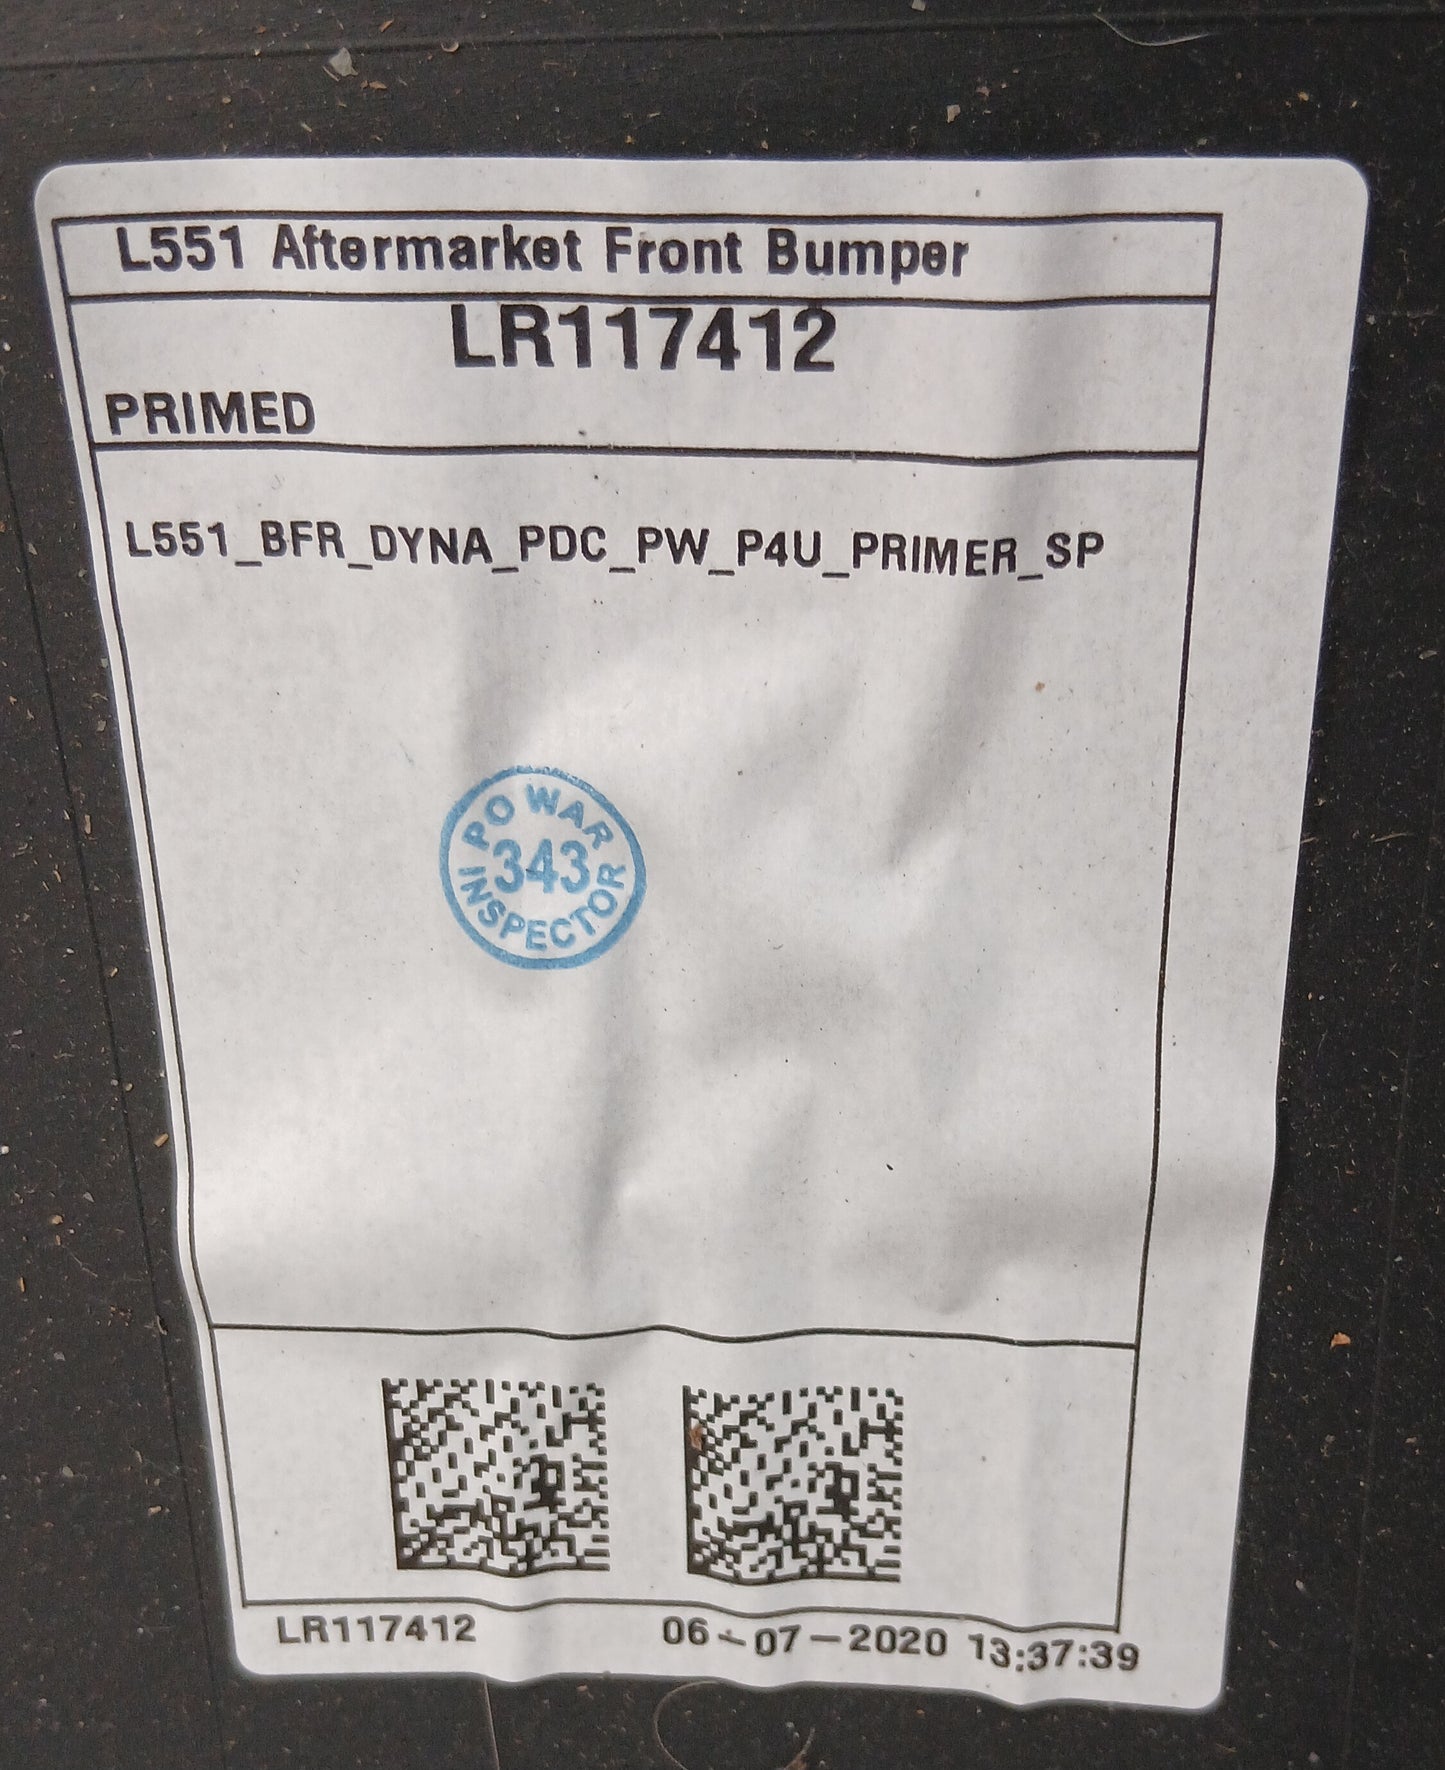 L551 Aftermarket Front Bumper
LR117412
PRIMED
L551_BFR_DYNA_PDC_PW_P4U_PRIMER_SP
PO WAR
343
INSPECTOR
LR117412 06-07-2020 13:37:39